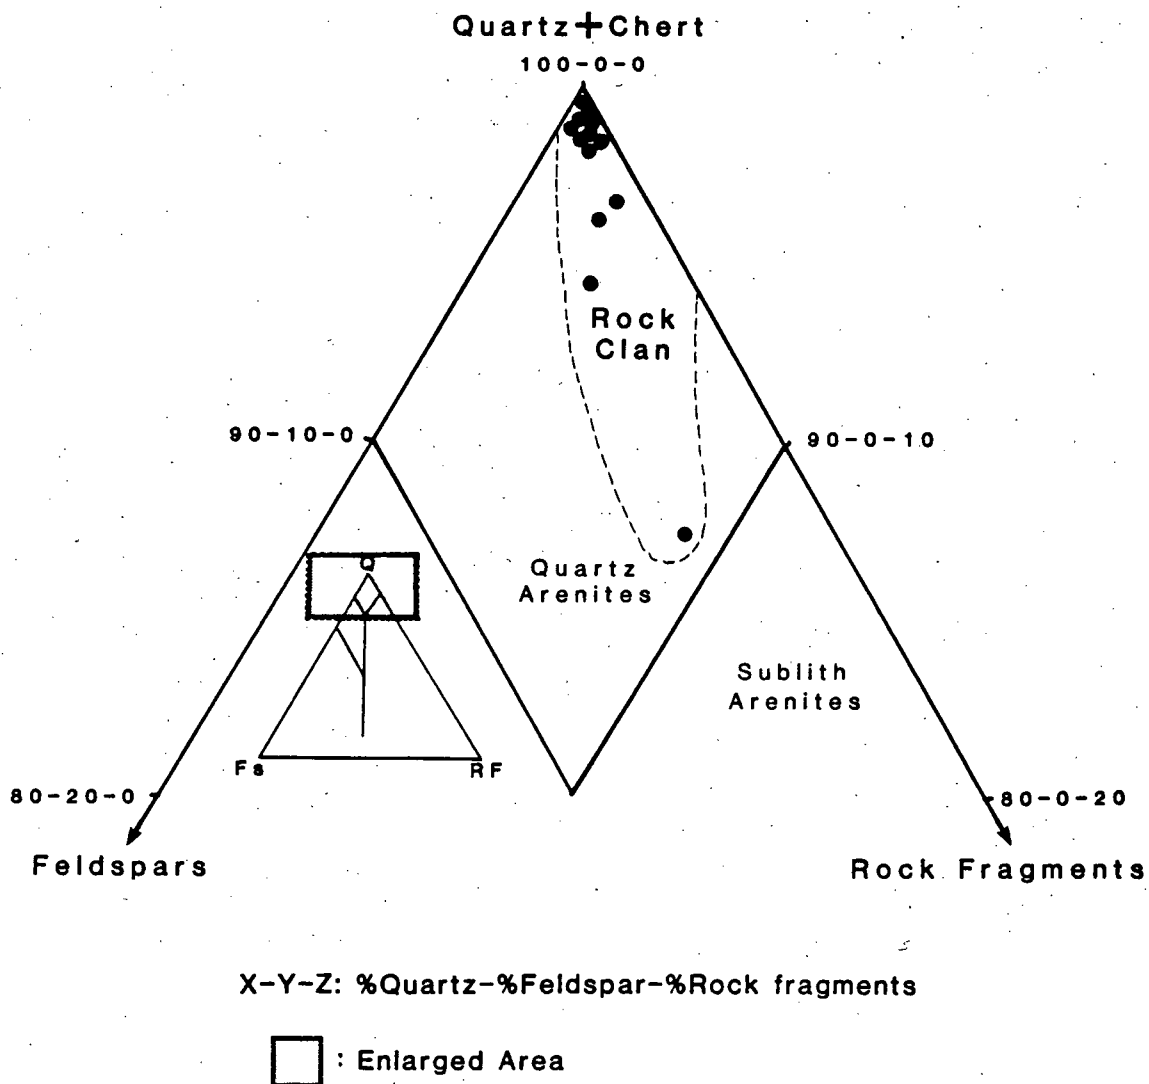 Quartz+Chert
100-0-0
Rock
Clan
90-10-0
90-0-10
Q
Quartz
Arenites
Sublith
Arenites
Fs
RF
80-20-0
80-0-20
Feldspars
Rock Fragments
X-Y-Z: %Quartz-%Feldspar-%Rock fragments
: Enlarged Area